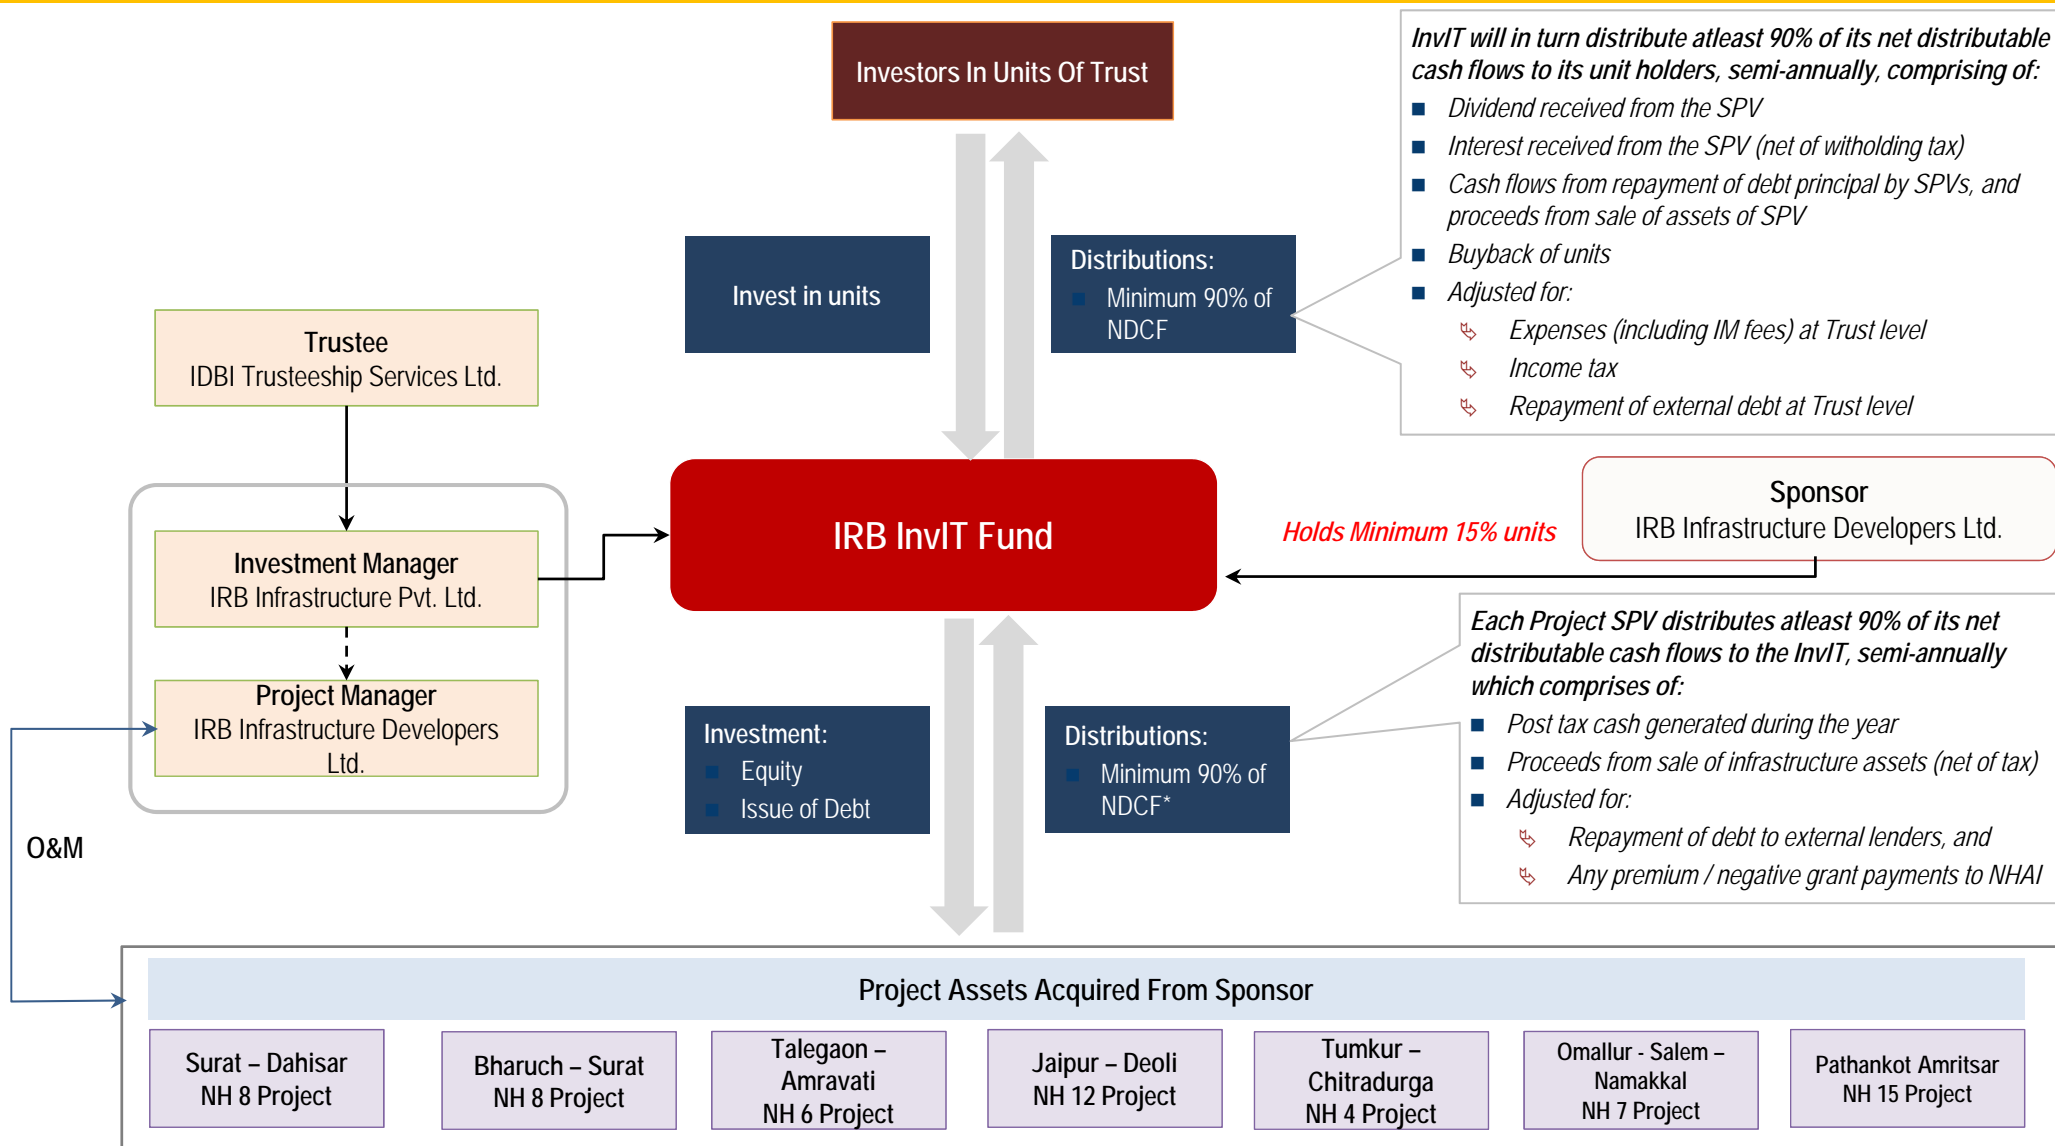 Investors In Units Of Trust
InvIT will in turn distribute atleast 90% of its net distributable
cash flows to its unit holders, semi-annually, comprising of:
Dividend received from the SPV
Interest received from the SPV (net of witholding tax)
Cash flows from repayment of debt principal by SPVs, and
proceeds from sale of assets of SPV
Buyback of units
Adjusted for:
Expenses (including IM fees) at Trust level
Income tax
Repayment of external debt at Trust level
Invest in units
Distributions:
Minimum 90% of
NDCF
Trustee
IDBI Trusteeship Services Ltd.
Investment Manager
IRB Infrastructure Pvt. Ltd.
Project Manager
IRB Infrastructure Developers
Ltd.
IRB InvIT Fund
Holds Minimum 15% units
Sponsor
IRB Infrastructure Developers Ltd.
Investment:
Equity
Issue of Debt
Distributions:
Minimum 90% of
NDCF*
Each Project SPV distributes atleast 90% of its net
distributable cash flows to the InvIT, semi-annually
which comprises of:
Post tax cash generated during the year
Proceeds from sale of infrastructure assets (net of tax)
Adjusted for:
Repayment of debt to external lenders, and
Any premium / negative grant payments to NHAI
O&M
Project Assets Acquired From Sponsor
Surat – Dahisar
NH 8 Project
Bharuch – Surat
NH 8 Project
Talegaon –
Amravati
NH 6 Project
Jaipur – Deoli
NH 12 Project
Tumkur –
Chitradurga
NH 4 Project
Omallur - Salem –
Namakkal
NH 7 Project
Pathankot Amritsar
NH 15 Project